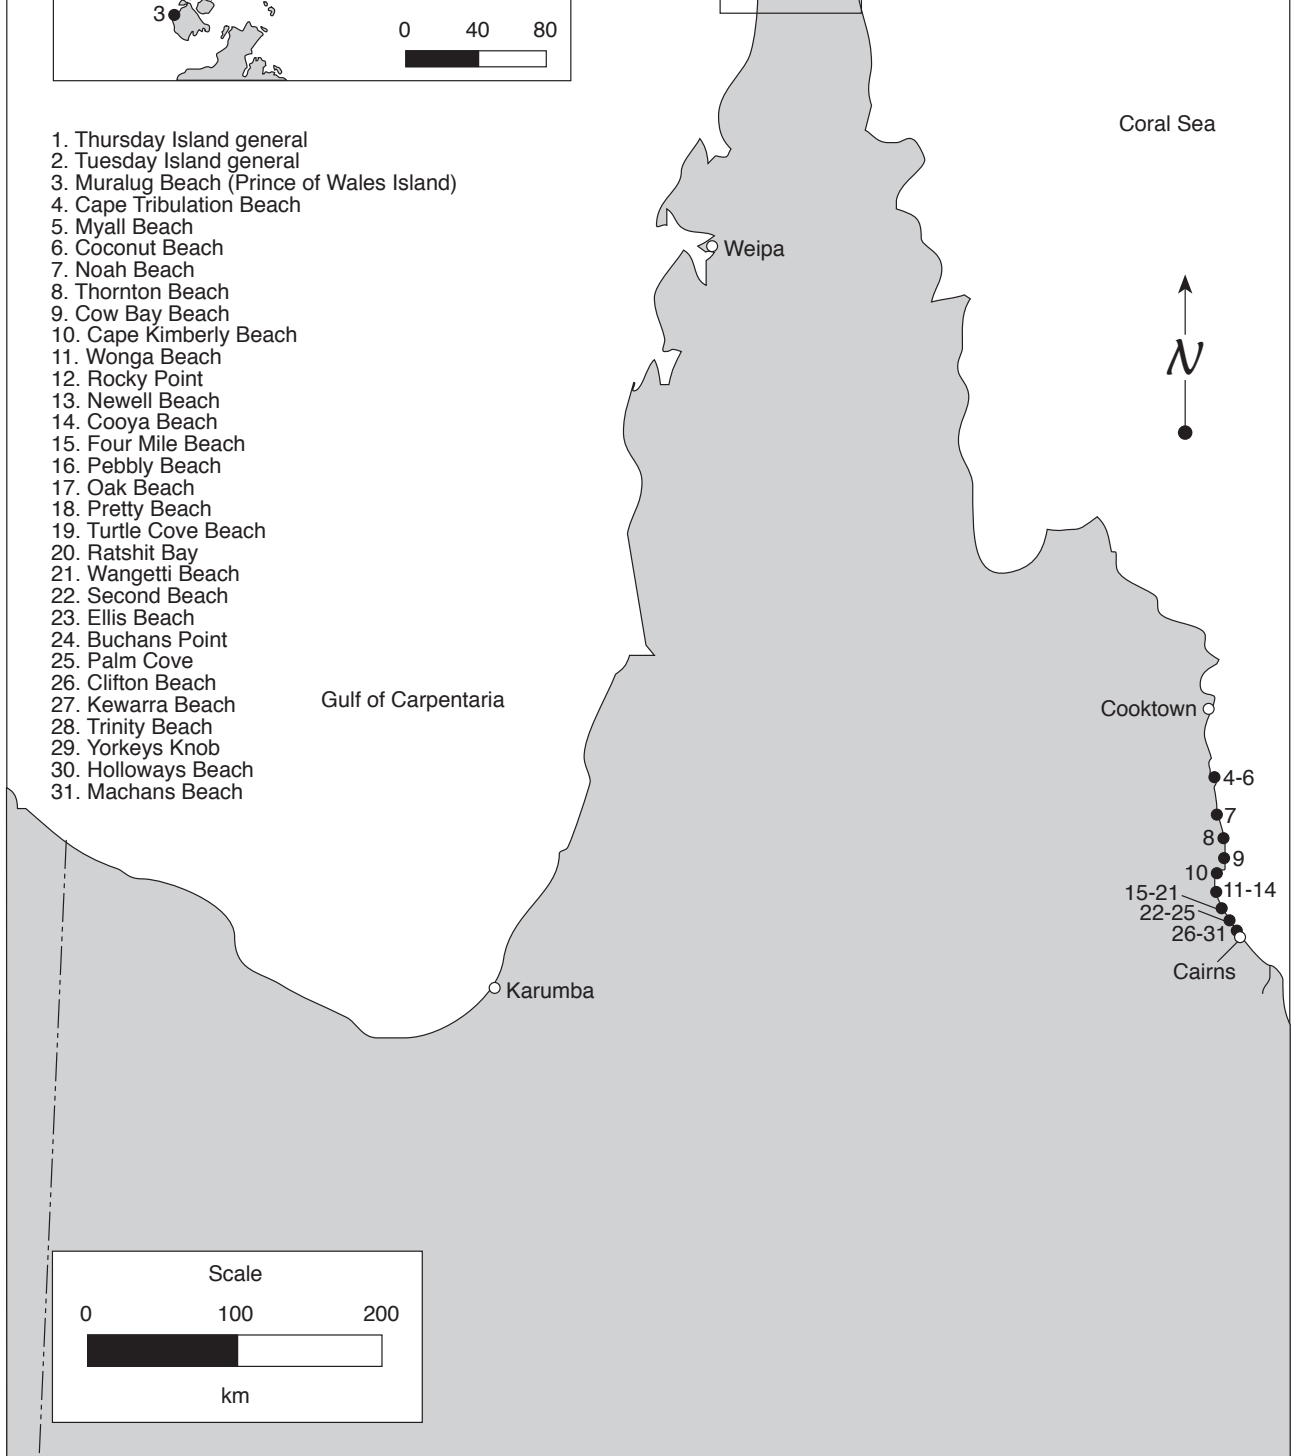 3
0 40 80
Coral Sea
1. Thursday Island general
2. Tuesday Island general
3. Muralug Beach (Prince of Wales Island)
4. Cape Tribulation Beach
5. Myall Beach
6. Coconut Beach
7. Noah Beach
8. Thornton Beach
9. Cow Bay Beach
10. Cape Kimberly Beach
11. Wonga Beach
12. Rocky Point
13. Newell Beach
14. Cooya Beach
15. Four Mile Beach
16. Pebbly Beach
17. Oak Beach
18. Pretty Beach
19. Turtle Cove Beach
20. Ratshit Bay
21. Wangetti Beach
22. Second Beach
23. Ellis Beach
24. Buchans Point
25. Palm Cove
26. Clifton Beach
27. Kewarra Beach
28. Trinity Beach
29. Yorkeys Knob
30. Holloways Beach
31. Machans Beach
Weipa
N
Gulf of Carpentaria
Cooktown
4-6
7
8
9
10
11-14
15-21
22-25
26-31
Cairns
Karumba
Scale
0 100 200
km